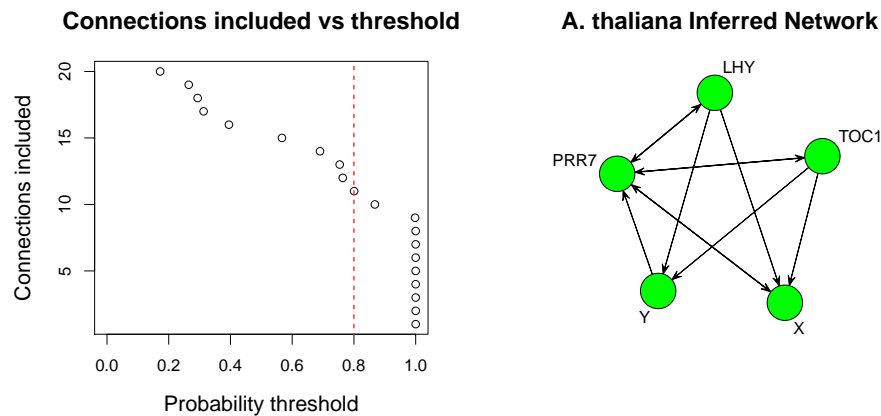 Connections included vs threshold
Connections included
20
15
10
5
0.0 0.2 0.4 0.6 0.8 1.0
Probability threshold
A. thaliana Inferred Network
LHY
TOC1
PRR7
Y
X